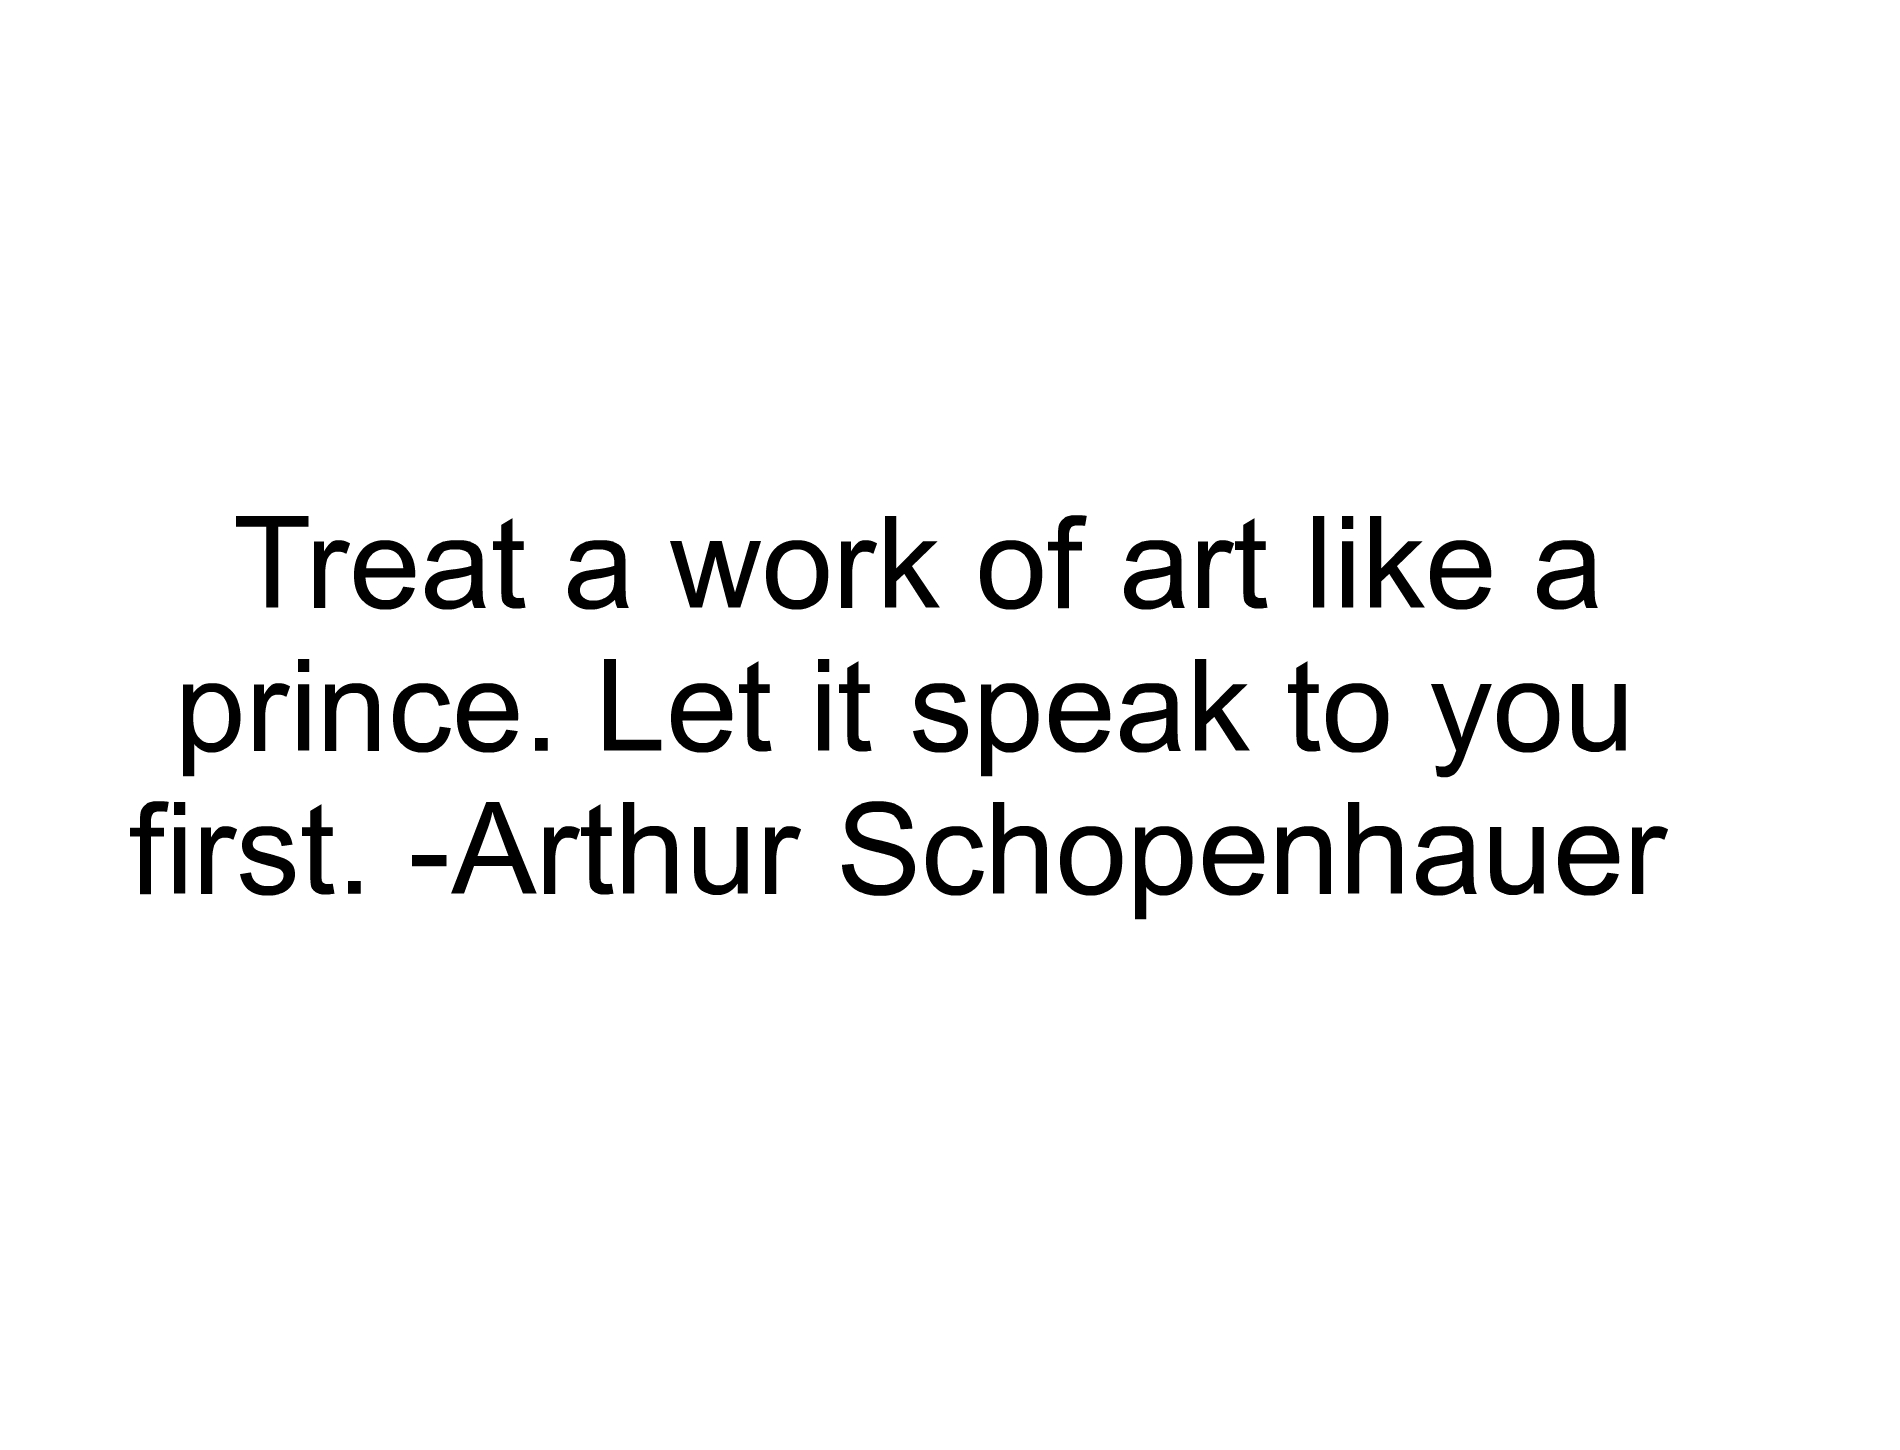 Treat a work of art like a
prince. Let it speak to you
first. -Arthur Schopenhauer